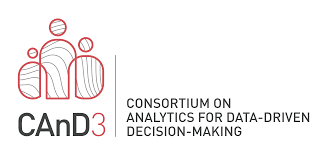 CAnD3
CONSORTIUM ON
ANALYTICS FOR DATA-DRIVEN
DECISION-MAKING